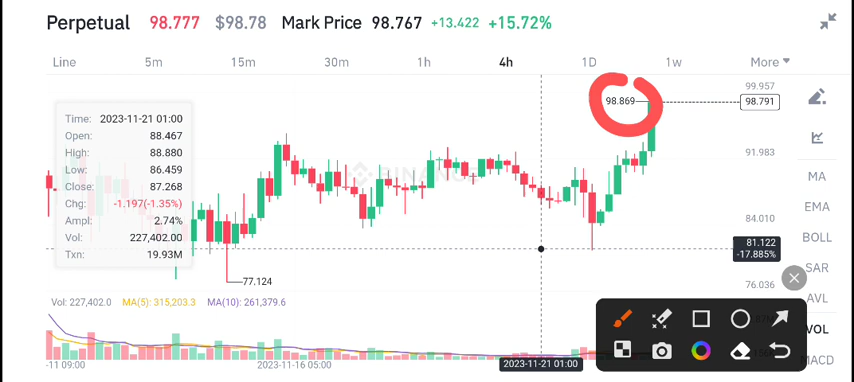 Perpetual 98.777 $98.78 Mark Price 98.767 +13.422 +15.72%
Line 5m 15m 30m 1h 4h 1D 1w More
99.957
98.869
98.791
Time: 2023-11-21 01:00
Open: 88.467
High: 88.880
Low: 86.459
Close: 87.268
Chg: -1.197(-1.35%)
Ampl: 2.74%
Vol: 227,402.00
Txn: 19.93M
BINANCE
91.983
84.010
81.122
-17.885%
76.036
77.124
MA
EMA
BOLL
SAR
AVL
VOL
MACD
Vol: 227,402.0 MA(5): 315,203.3 MA(10): 261,379.6
-11 09:00 2023-11-16 05:00 2023-11-21 01:00